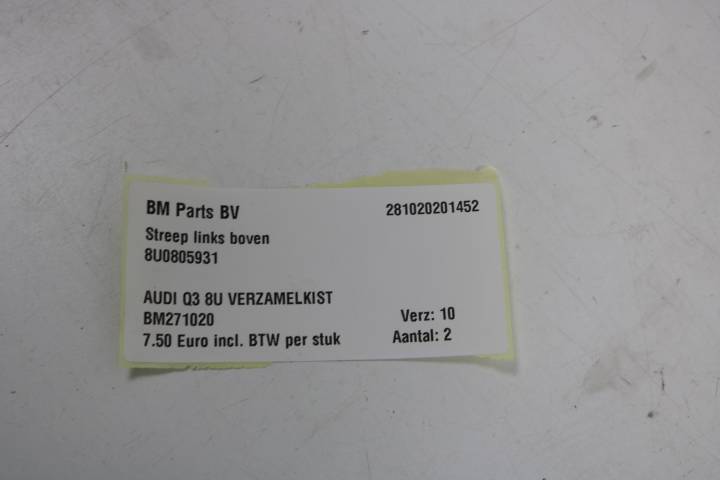 BM Parts BV 281020201452
Streep links boven
8U0805931
AUDI Q3 8U VERZAMELKIST
BM271020 Verz: 10
7.50 Euro incl. BTW per stuk Aantal: 2